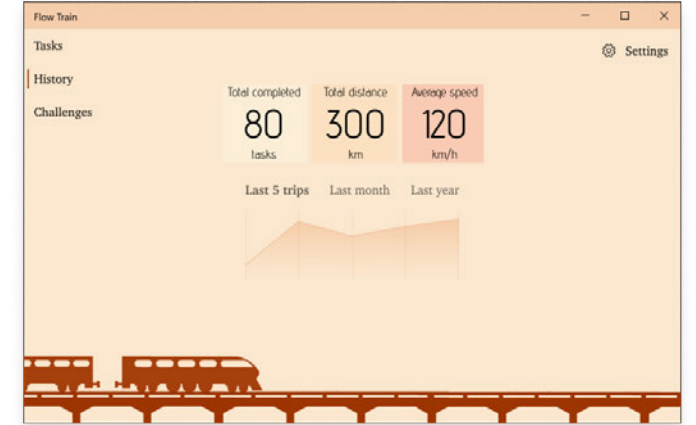 Flow Train
Tasks
Settings
History
Challenges
Total completed
80
tasks
Total distance
300
km
Average speed
120
km/h
Last 5 trips Last month Last year